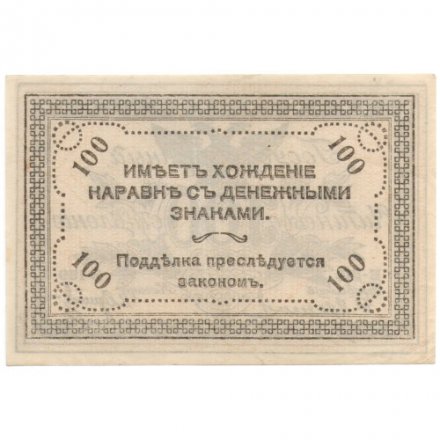 100 100
ИМѢЕТЪ ХОЖДЕНІЕ
НАРАВНѢ СЪ ДЕНЕЖНЫМИ
ЗНАКАМИ.
Поддѣлка преслѣдуется
закономъ.
100 100